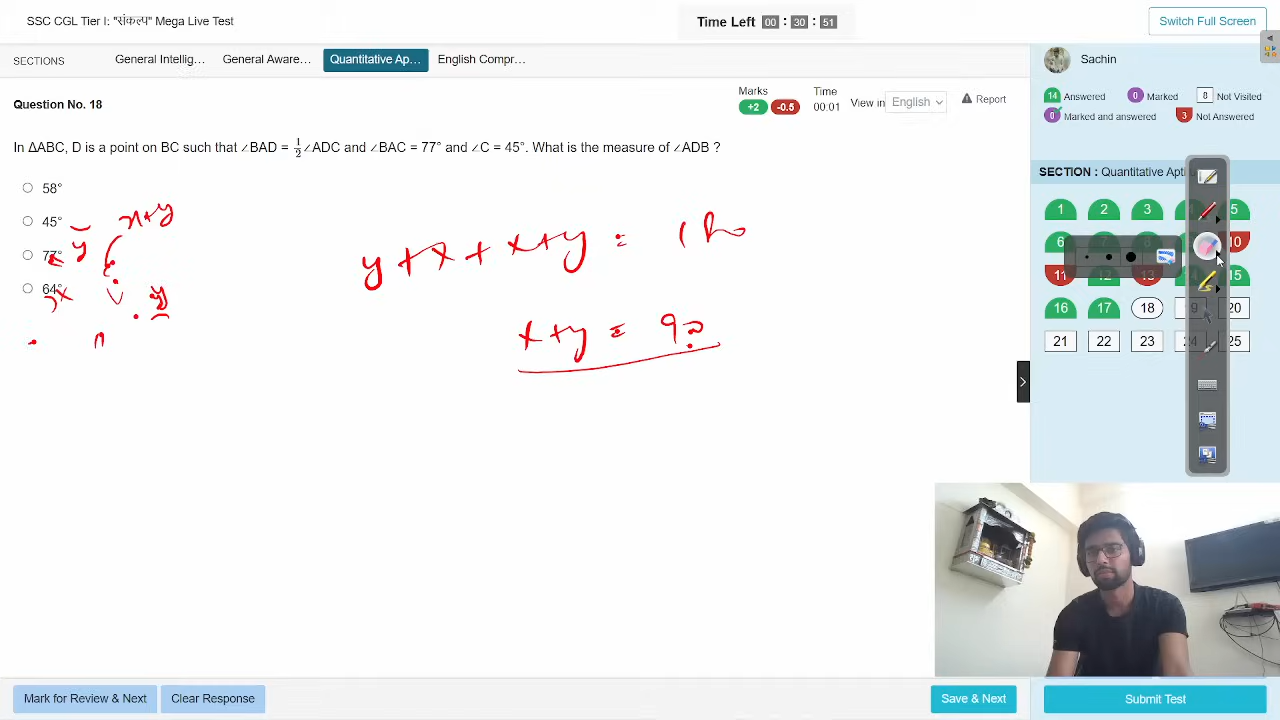 SSC CGL Tier I: "संकल्प" Mega Live Test
Time Left 00 : 30 : 51
Switch Full Screen
SECTIONS General Intellig... General Aware... Quantitative Ap... English Compr...
Sachin
Question No. 18
Marks
+2 -0.5
Time
00:01
View in English
Report
14 Answered 0 Marked 8 Not Visited
0 Marked and answered 3 Not Answered
In ΔABC, D is a point on BC such that ∠BAD = 1/2∠ADC and ∠BAC = 77° and ∠C = 45°. What is the measure of ∠ADB ?
58°
45°
77°
64°
x+y
y
x
y
y + x + x+y =
x+y = 90
SECTION : Quantitative Apti
1 2 3 5
6 10
11 12 15
16 17 18 19 20
21 22 23 24 25
Mark for Review & Next Clear Response Save & Next Submit Test